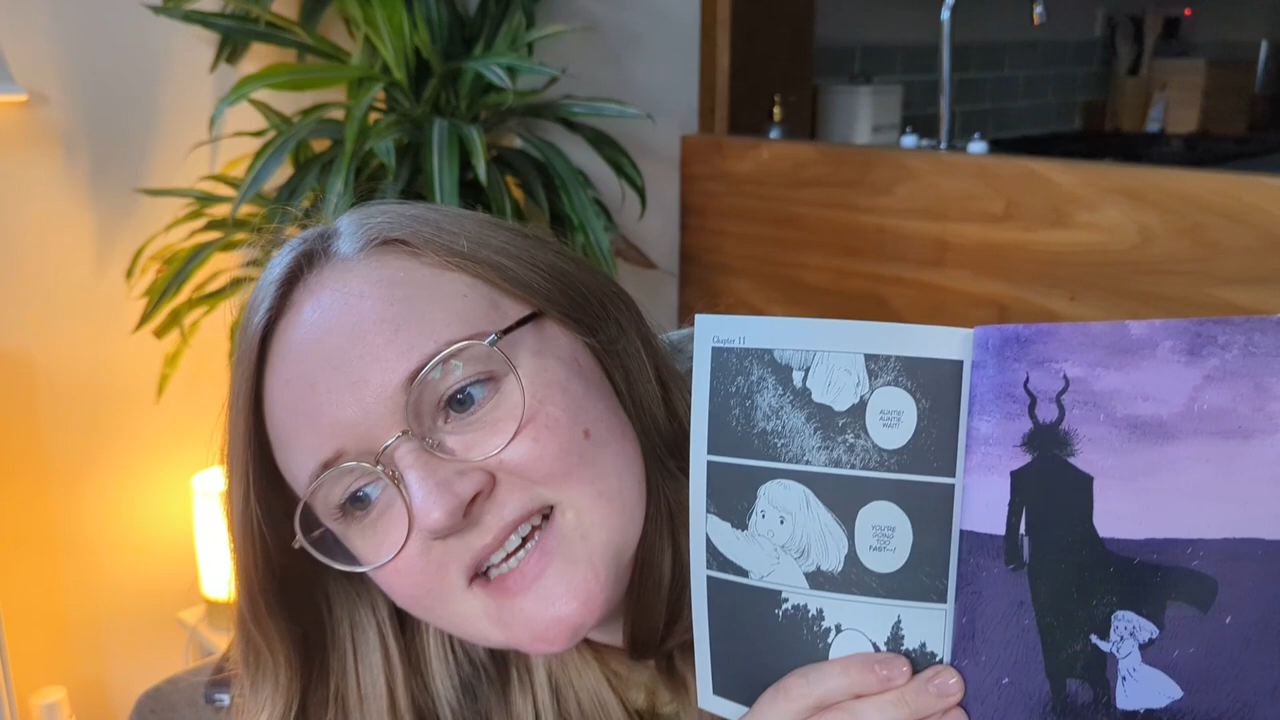 Chapter 11
AUNTIE!
AUNTIE,
WAIT!
YOU'RE
GOING
TOO
FAST--!